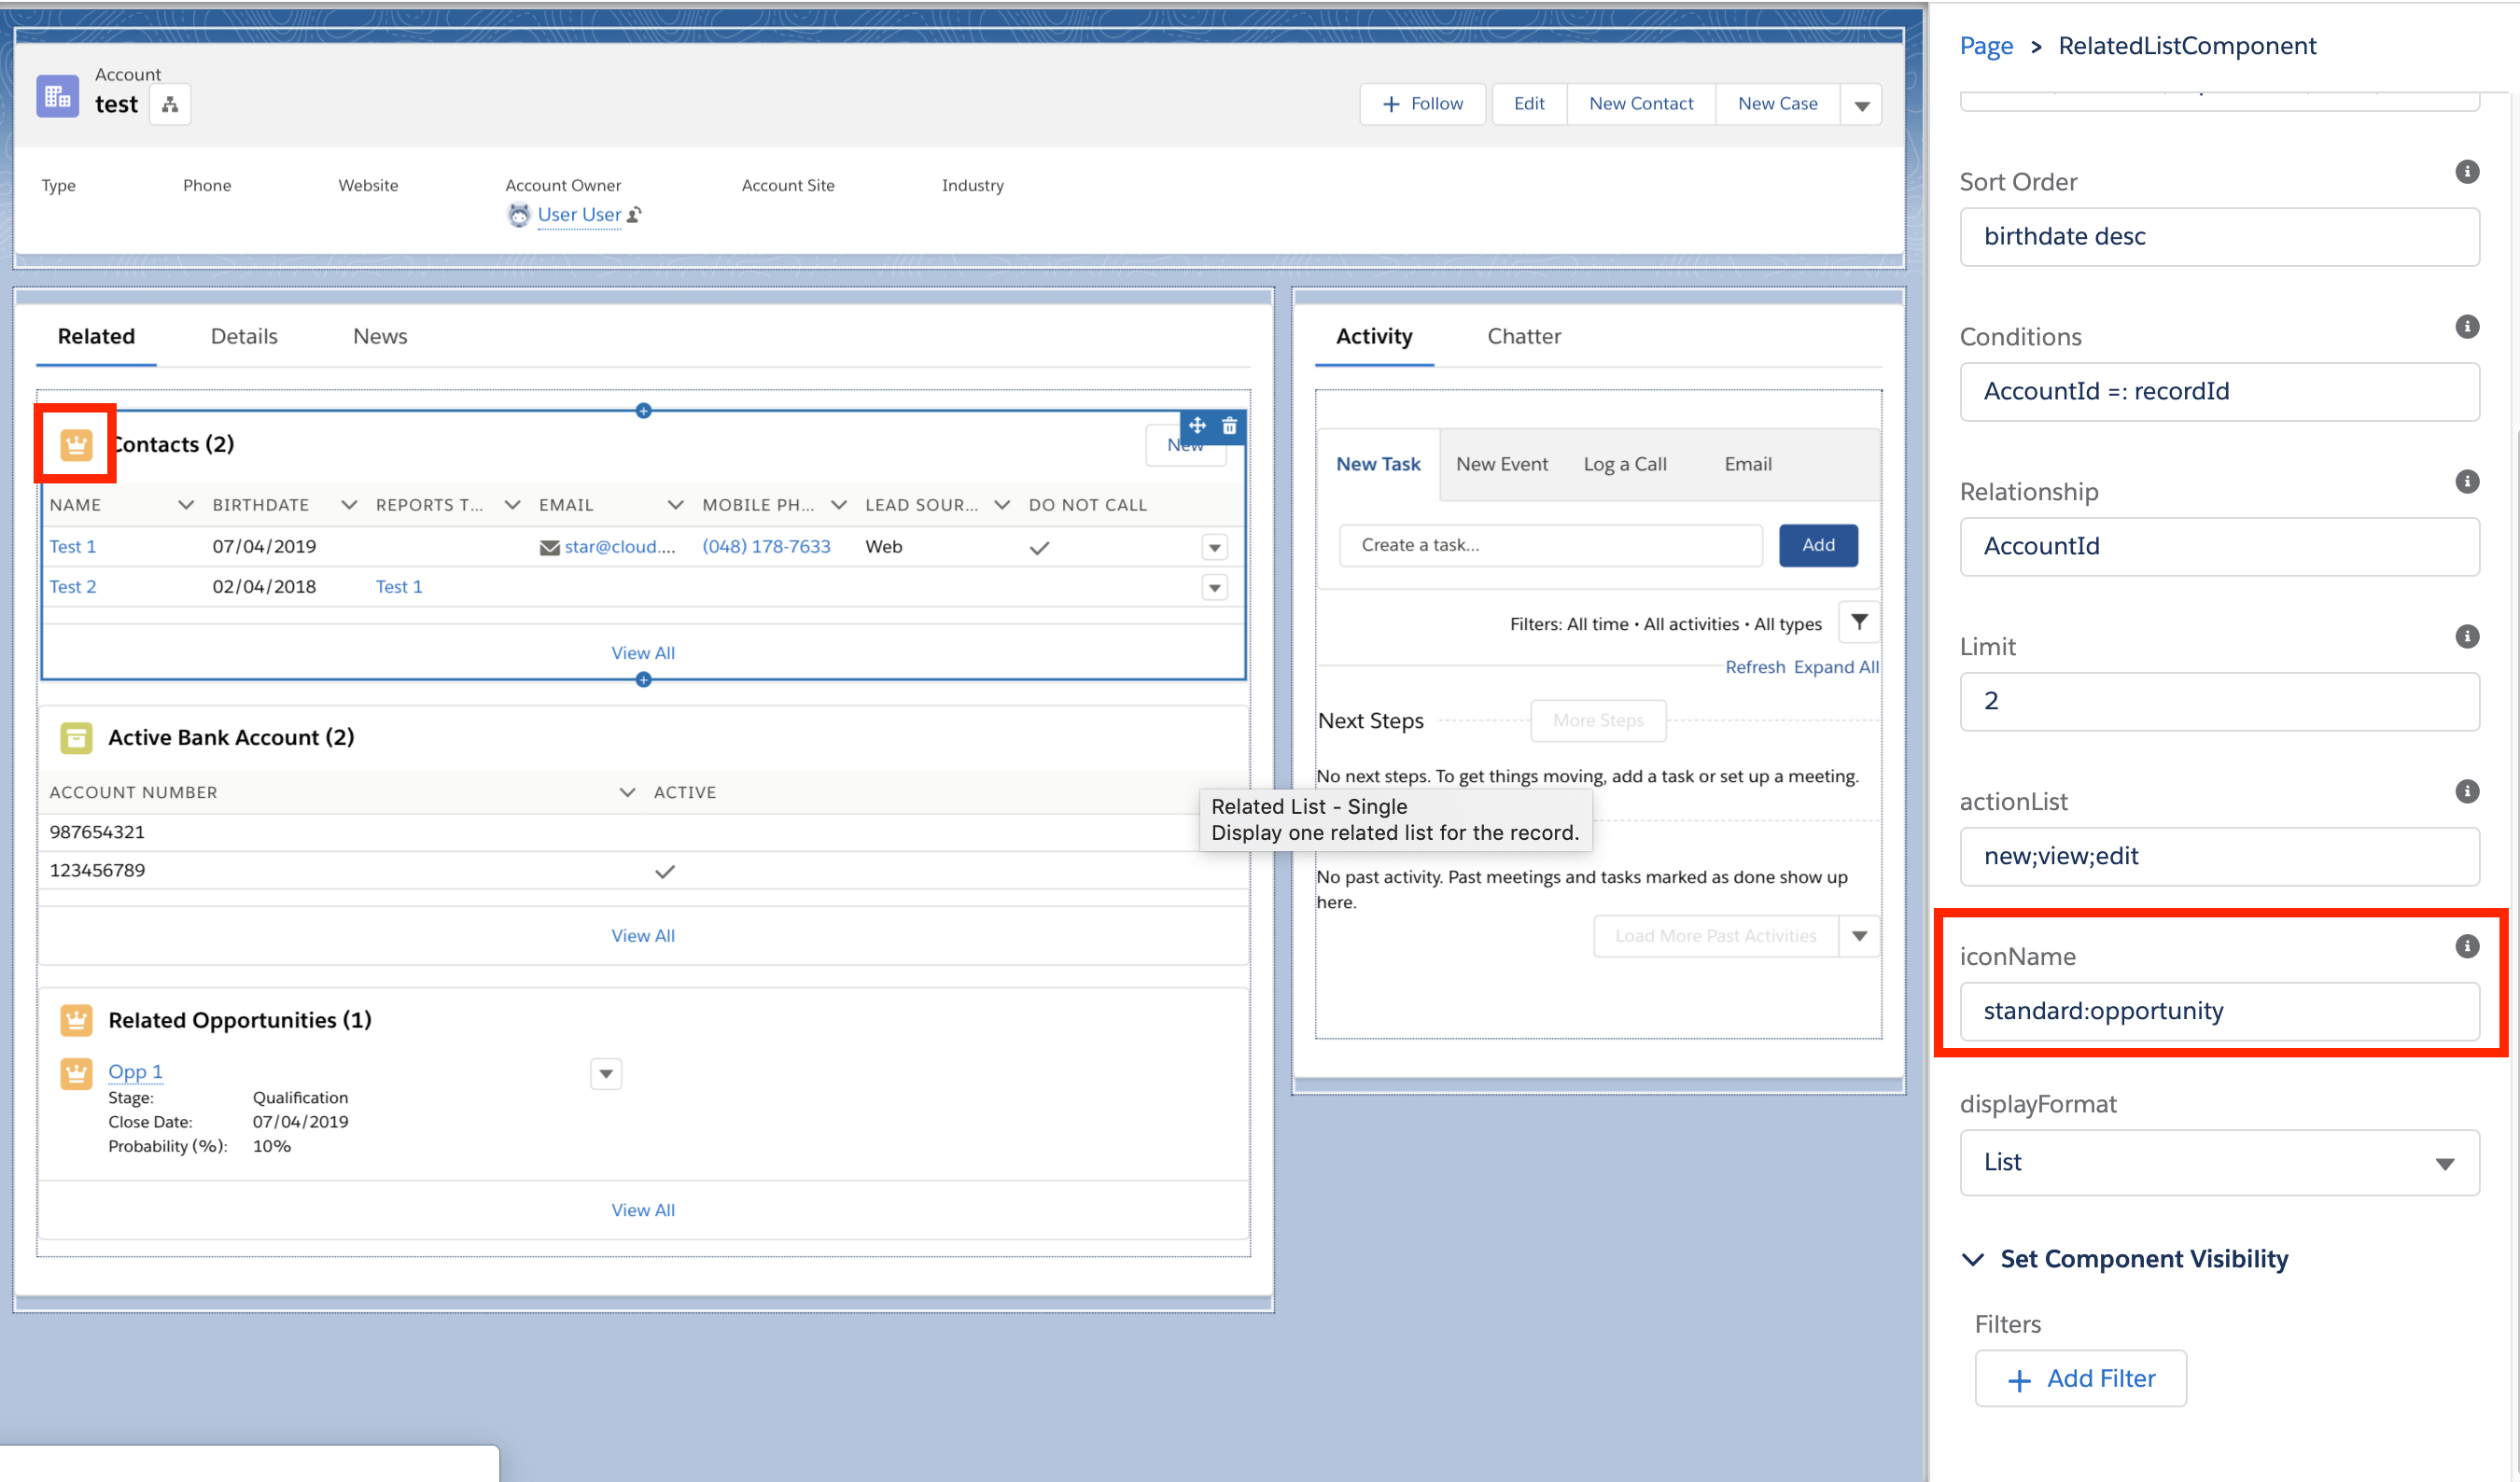 Account
test
Follow
Edit
New Contact
New Case
Type
Phone
Website
Account Owner
Account Site
Industry
User User
Related
Details
News
Contacts (2)
New
NAME
BIRTHDATE
REPORTS T...
EMAIL
MOBILE PH...
LEAD SOUR...
DO NOT CALL
Test 1
07/04/2019
star@cloud....
(048) 178-7633
Web
Test 2
02/04/2018
Test 1
View All
Active Bank Account (2)
ACCOUNT NUMBER
ACTIVE
987654321
123456789
View All
Related Opportunities (1)
Opp 1
Stage: Qualification
Close Date: 07/04/2019
Probability (%): 10%
View All
Activity
Chatter
New Task
New Event
Log a Call
Email
Create a task...
Add
Filters: All time • All activities • All types
Refresh Expand All
Next Steps
More Steps
No next steps. To get things moving, add a task or set up a meeting.
Related List - Single
Display one related list for the record.
No past activity. Past meetings and tasks marked as done show up
here.
Load More Past Activities
Page > RelatedListComponent
Sort Order
birthdate desc
Conditions
AccountId =: recordId
Relationship
AccountId
Limit
2
actionList
new;view;edit
iconName
standard:opportunity
displayFormat
List
Set Component Visibility
Filters
Add Filter